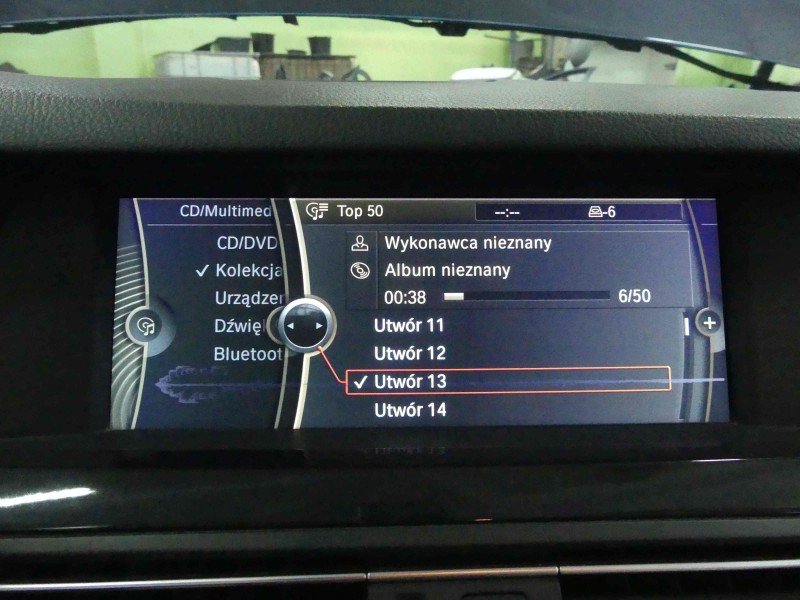 CD/Multimed
Top 50
--:--
-6
CD/DVD
Kolekcja
Urządzer
Dźwię
Bluetoot
Wykonawca nieznany
Album nieznany
00:38
6/50
Utwór 11
Utwór 12
Utwór 13
Utwór 14